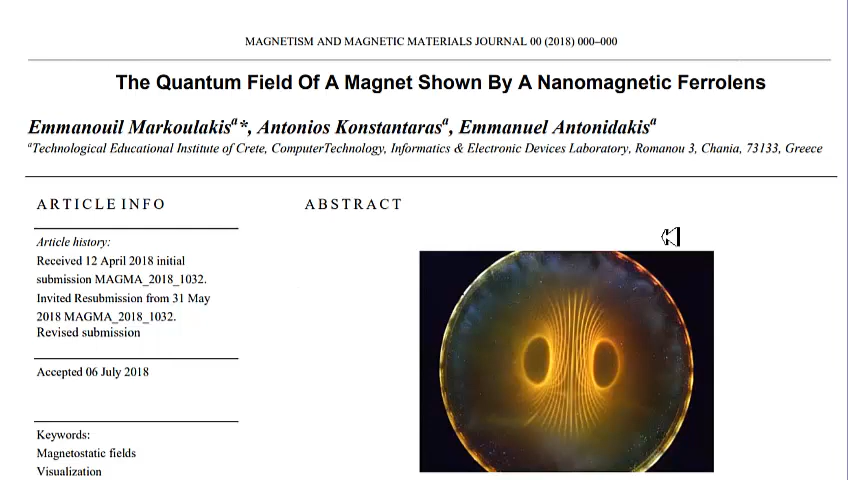 MAGNETISM AND MAGNETIC MATERIALS JOURNAL 00 (2018) 000–000
The Quantum Field Of A Magnet Shown By A Nanomagnetic Ferrolens
Emmanouil Markoulakisª*, Antonios Konstantarasª, Emmanuel Antonidakisª
ªTechnological Educational Institute of Crete, ComputerTechnology, Informatics & Electronic Devices Laboratory, Romanou 3, Chania, 73133, Greece
ARTICLE INFO
ABSTRACT
Article history:
Received 12 April 2018 initial
submission MAGMA_2018_1032.
Invited Resubmission from 31 May
2018 MAGMA_2018_1032.
Revised submission
Accepted 06 July 2018
Keywords:
Magnetostatic fields
Visualization